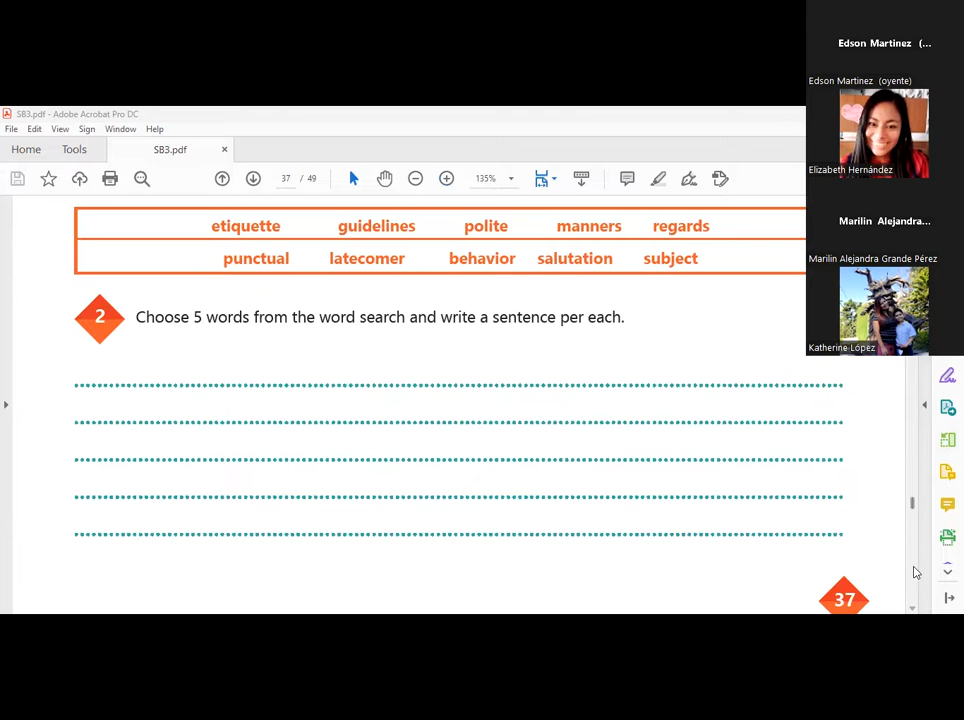 Edson Martinez (...
Edson Martinez (oyente)
SB3.pdf - Adobe Acrobat Pro DC
File Edit View Sign Window Help
Home Tools SB3.pdf ×
37 / 49 135%
Elizabeth Hernández
etiquette guidelines polite manners regards
Marilin Alejandra...
punctual latecomer behavior salutation subject
Marilin Alejandra Grande Pérez
2 Choose 5 words from the word search and write a sentence per each.
Katherine López
37